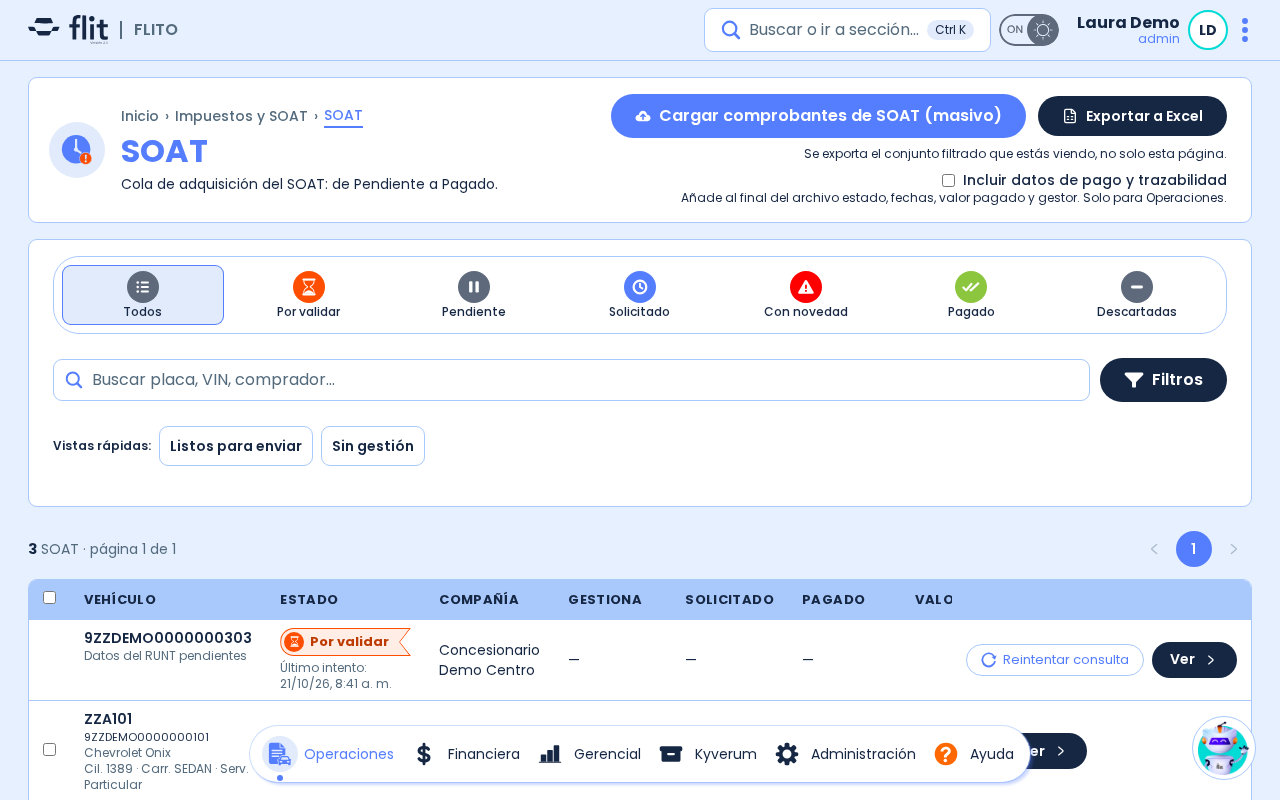 flit
FLITO
Buscar o ir a sección...
Ctrl K
ON
Laura Demo
admin
LD
Inicio › Impuestos y SOAT › SOAT
SOAT
Cola de adquisición del SOAT: de Pendiente a Pagado.
Cargar comprobantes de SOAT (masivo)
Exportar a Excel
Se exporta el conjunto filtrado que estás viendo, no solo esta página.
Incluir datos de pago y trazabilidad
Añade al final del archivo estado, fechas, valor pagado y gestor. Solo para Operaciones.
Todos
Por validar
Pendiente
Solicitado
Con novedad
Pagado
Descartadas
Buscar placa, VIN, comprador...
Filtros
Vistas rápidas:
Listos para enviar
Sin gestión
3 SOAT · página 1 de 1
1
VEHÍCULO ESTADO COMPAÑÍA GESTIONA SOLICITADO PAGADO VALO
9ZZDEMO0000000303
Datos del RUNT pendientes
Por validar
Último intento:
21/10/26, 8:41 a. m.
Concesionario
Demo Centro
—
—
—
Reintentar consulta
Ver
ZZA101
9ZZDEMO0000000101
Chevrolet Onix
Cil. 1389 · Carr. SEDAN · Serv.
Particular
er
Operaciones
Financiera
Gerencial
Kyverum
Administración
Ayuda